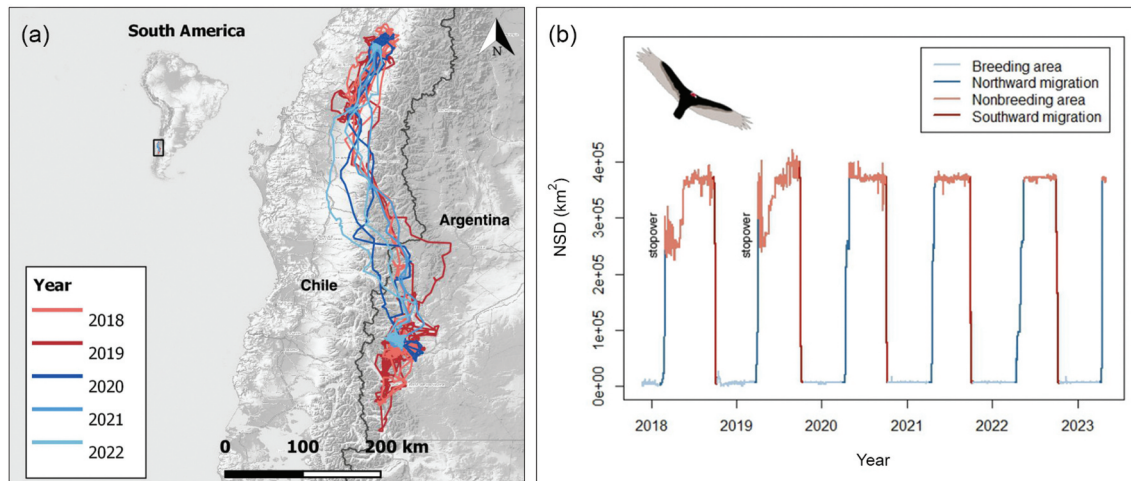 (a)
South America
N
Argentina
Chile
Year
2018
2019
2020
2021
2022
0 100 200 km
(b)
Breeding area
Northward migration
Nonbreeding area
Southward migration
NSD (km²)
4e+05
3e+05
2e+05
1e+05
0e+00
stopover
stopover
2018 2019 2020 2021 2022 2023
Year